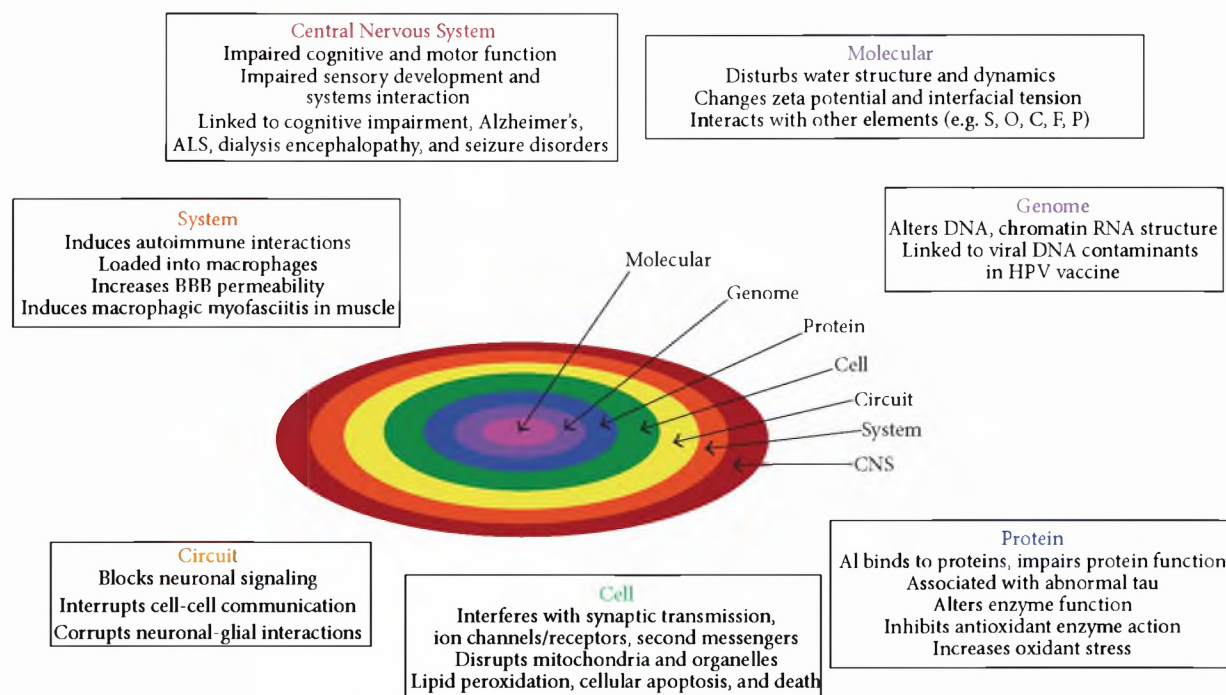 Central Nervous System
Impaired cognitive and motor function
Impaired sensory development and
systems interaction
Linked to cognitive impairment, Alzheimer's,
ALS, dialysis encephalopathy, and seizure disorders
Molecular
Disturbs water structure and dynamics
Changes zeta potential and interfacial tension
Interacts with other elements (e.g. S, O, C, F, P)
System
Induces autoimmune interactions
Loaded into macrophages
Increases BBB permeability
Induces macrophagic myofasciitis in muscle
Genome
Alters DNA, chromatin RNA structure
Linked to viral DNA contaminants
in HPV vaccine
Molecular
Genome
Protein
Cell
Circuit
System
CNS
Circuit
Blocks neuronal signaling
Interrupts cell-cell communication
Corrupts neuronal-glial interactions
Cell
Interferes with synaptic transmission,
ion channels/receptors, second messengers
Disrupts mitochondria and organelles
Lipid peroxidation, cellular apoptosis, and death
Protein
Al binds to proteins, impairs protein function
Associated with abnormal tau
Alters enzyme function
Inhibits antioxidant enzyme action
Increases oxidant stress